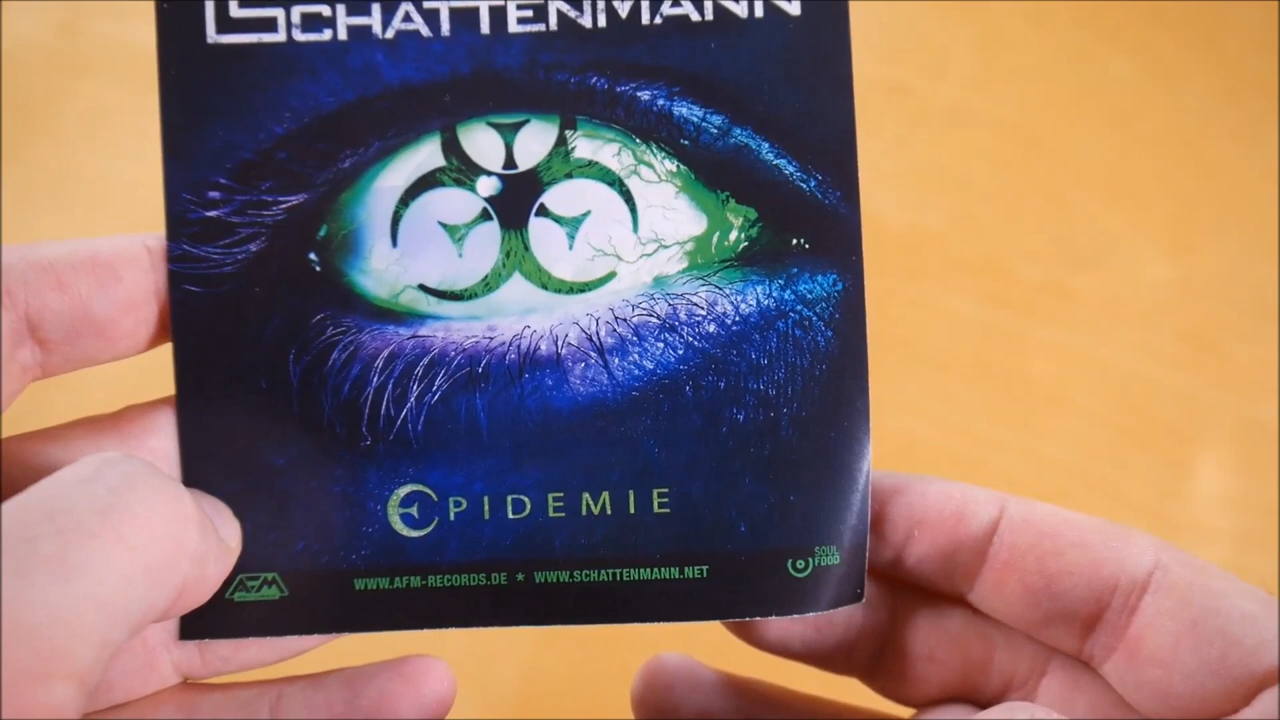 SCHATTENMANN
EPIDEMIE
AFM
WWW.AFM-RECORDS.DE * WWW.SCHATTENMANN.NET
SOUL
FOOD